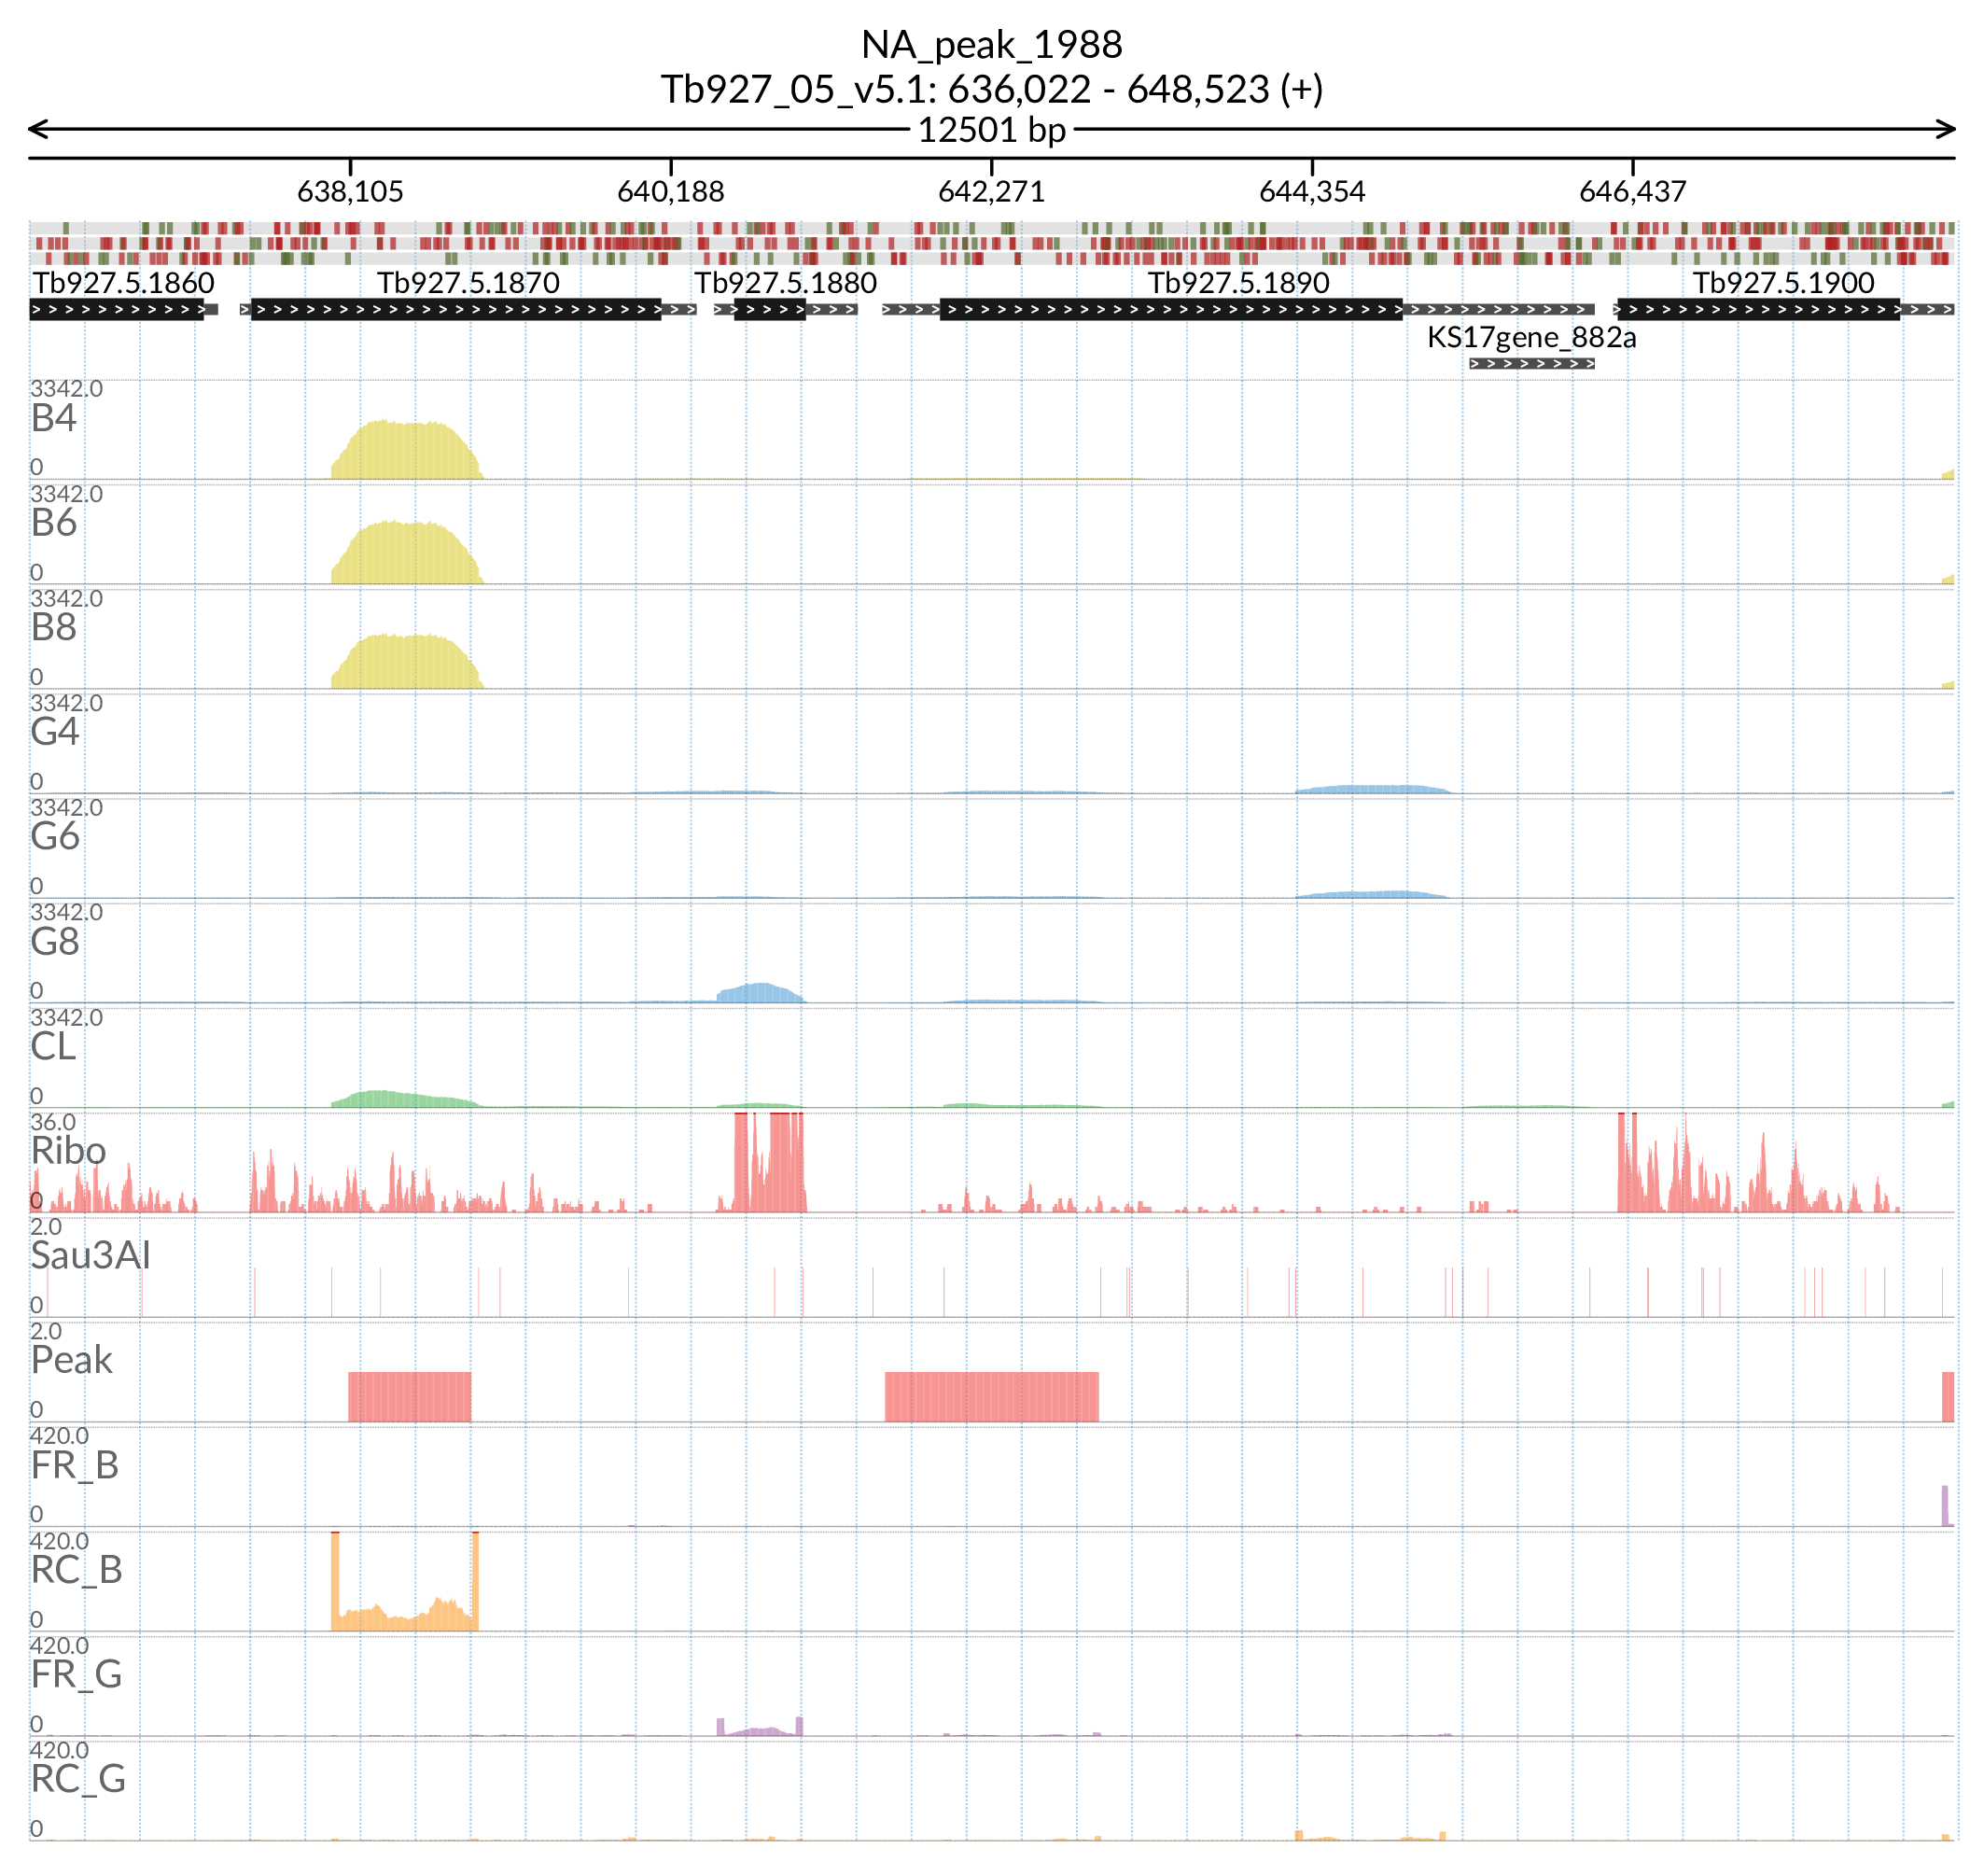 NA_peak_1988
Tb927_05_v5.1: 636,022 - 648,523 (+)
12501 bp
638,105 640,188 642,271 644,354 646,437
Tb927.5.1860 Tb927.5.1870 Tb927.5.1880 Tb927.5.1890 Tb927.5.1900
KS17gene_882a
3342.0
B4
0
3342.0
B6
0
3342.0
B8
0
3342.0
G4
0
3342.0
G6
0
3342.0
G8
0
3342.0
CL
0
36.0
Ribo
0
2.0
Sau3AI
0
2.0
Peak
0
420.0
FR_B
0
420.0
RC_B
0
420.0
FR_G
0
420.0
RC_G
0